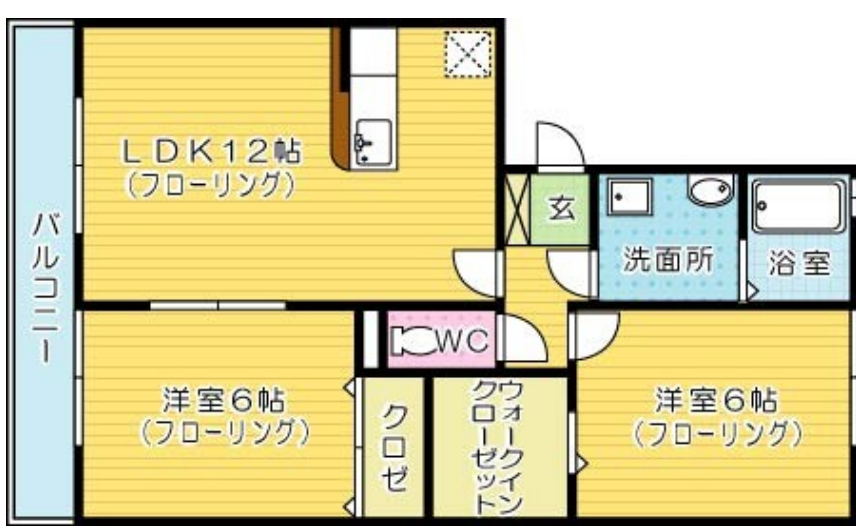 LDK12帖
(フローリング)
バルコニー
玄
洗面所
浴室
WC
洋室6帖
(フローリング)
クロゼ
ウォークイン
クローゼット
洋室6帖
(フローリング)